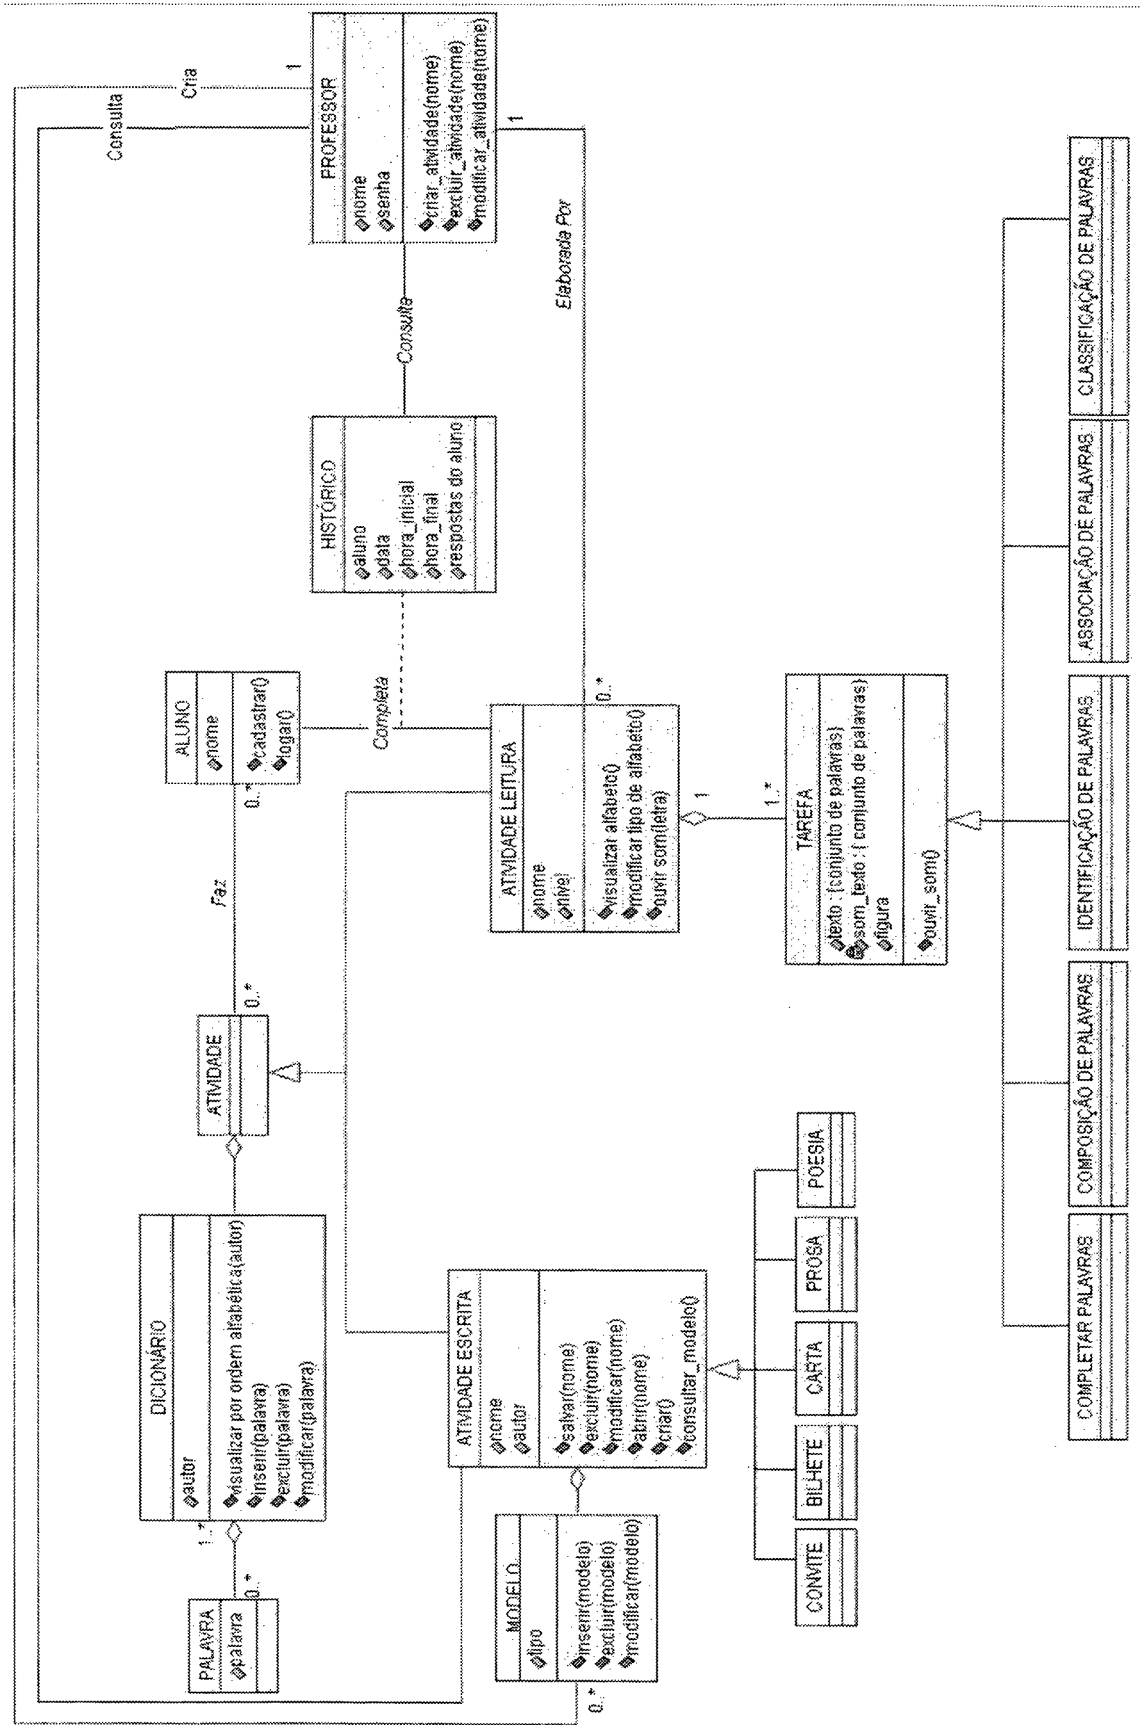 PALAVRA
palavra
1..*
0..*
DICIONÁRIO
autor
visualizar por ordem alfabética(autor)
inserir(palavra)
excluir(palavra)
modificar(palavra)
ATIVIDADE
0..*
Faz
0..*
ALUNO
nome
cadastrar()
logar()
Completa
HISTÓRICO
aluno
data
hora_inicial
hora_final
respostas do aluno
Consulta
PROFESSOR
nome
senha
criar_atividade(nome)
excluir_atividade(nome)
modificar_atividade(nome)
Consulta
Cria
1
1
Elaborada Por
0..*
MODELO
tipo
inserir(modelo)
excluir(modelo)
modificar(modelo)
0..*
ATIVIDADE ESCRITA
nome
autor
salvar(nome)
excluir(nome)
modificar(nome)
abrir(nome)
criar()
consultar_modelo()
ATIVIDADE LEITURA
nome
nivel
visualizar alfabeto()
modificar tipo de alfabeto()
ouvir som(letra)
1
1..*
TAREFA
texto : {conjunto de palavras}
som_texto : { conjunto de palavras}
figura
ouvir_som()
CONVITE
BILHETE
CARTA
PROSA
POESIA
COMPLETAR PALAVRAS
COMPOSIÇÃO DE PALAVRAS
IDENTIFICAÇÃO DE PALAVRAS
ASSOCIAÇÃO DE PALAVRAS
CLASSIFICAÇÃO DE PALAVRAS